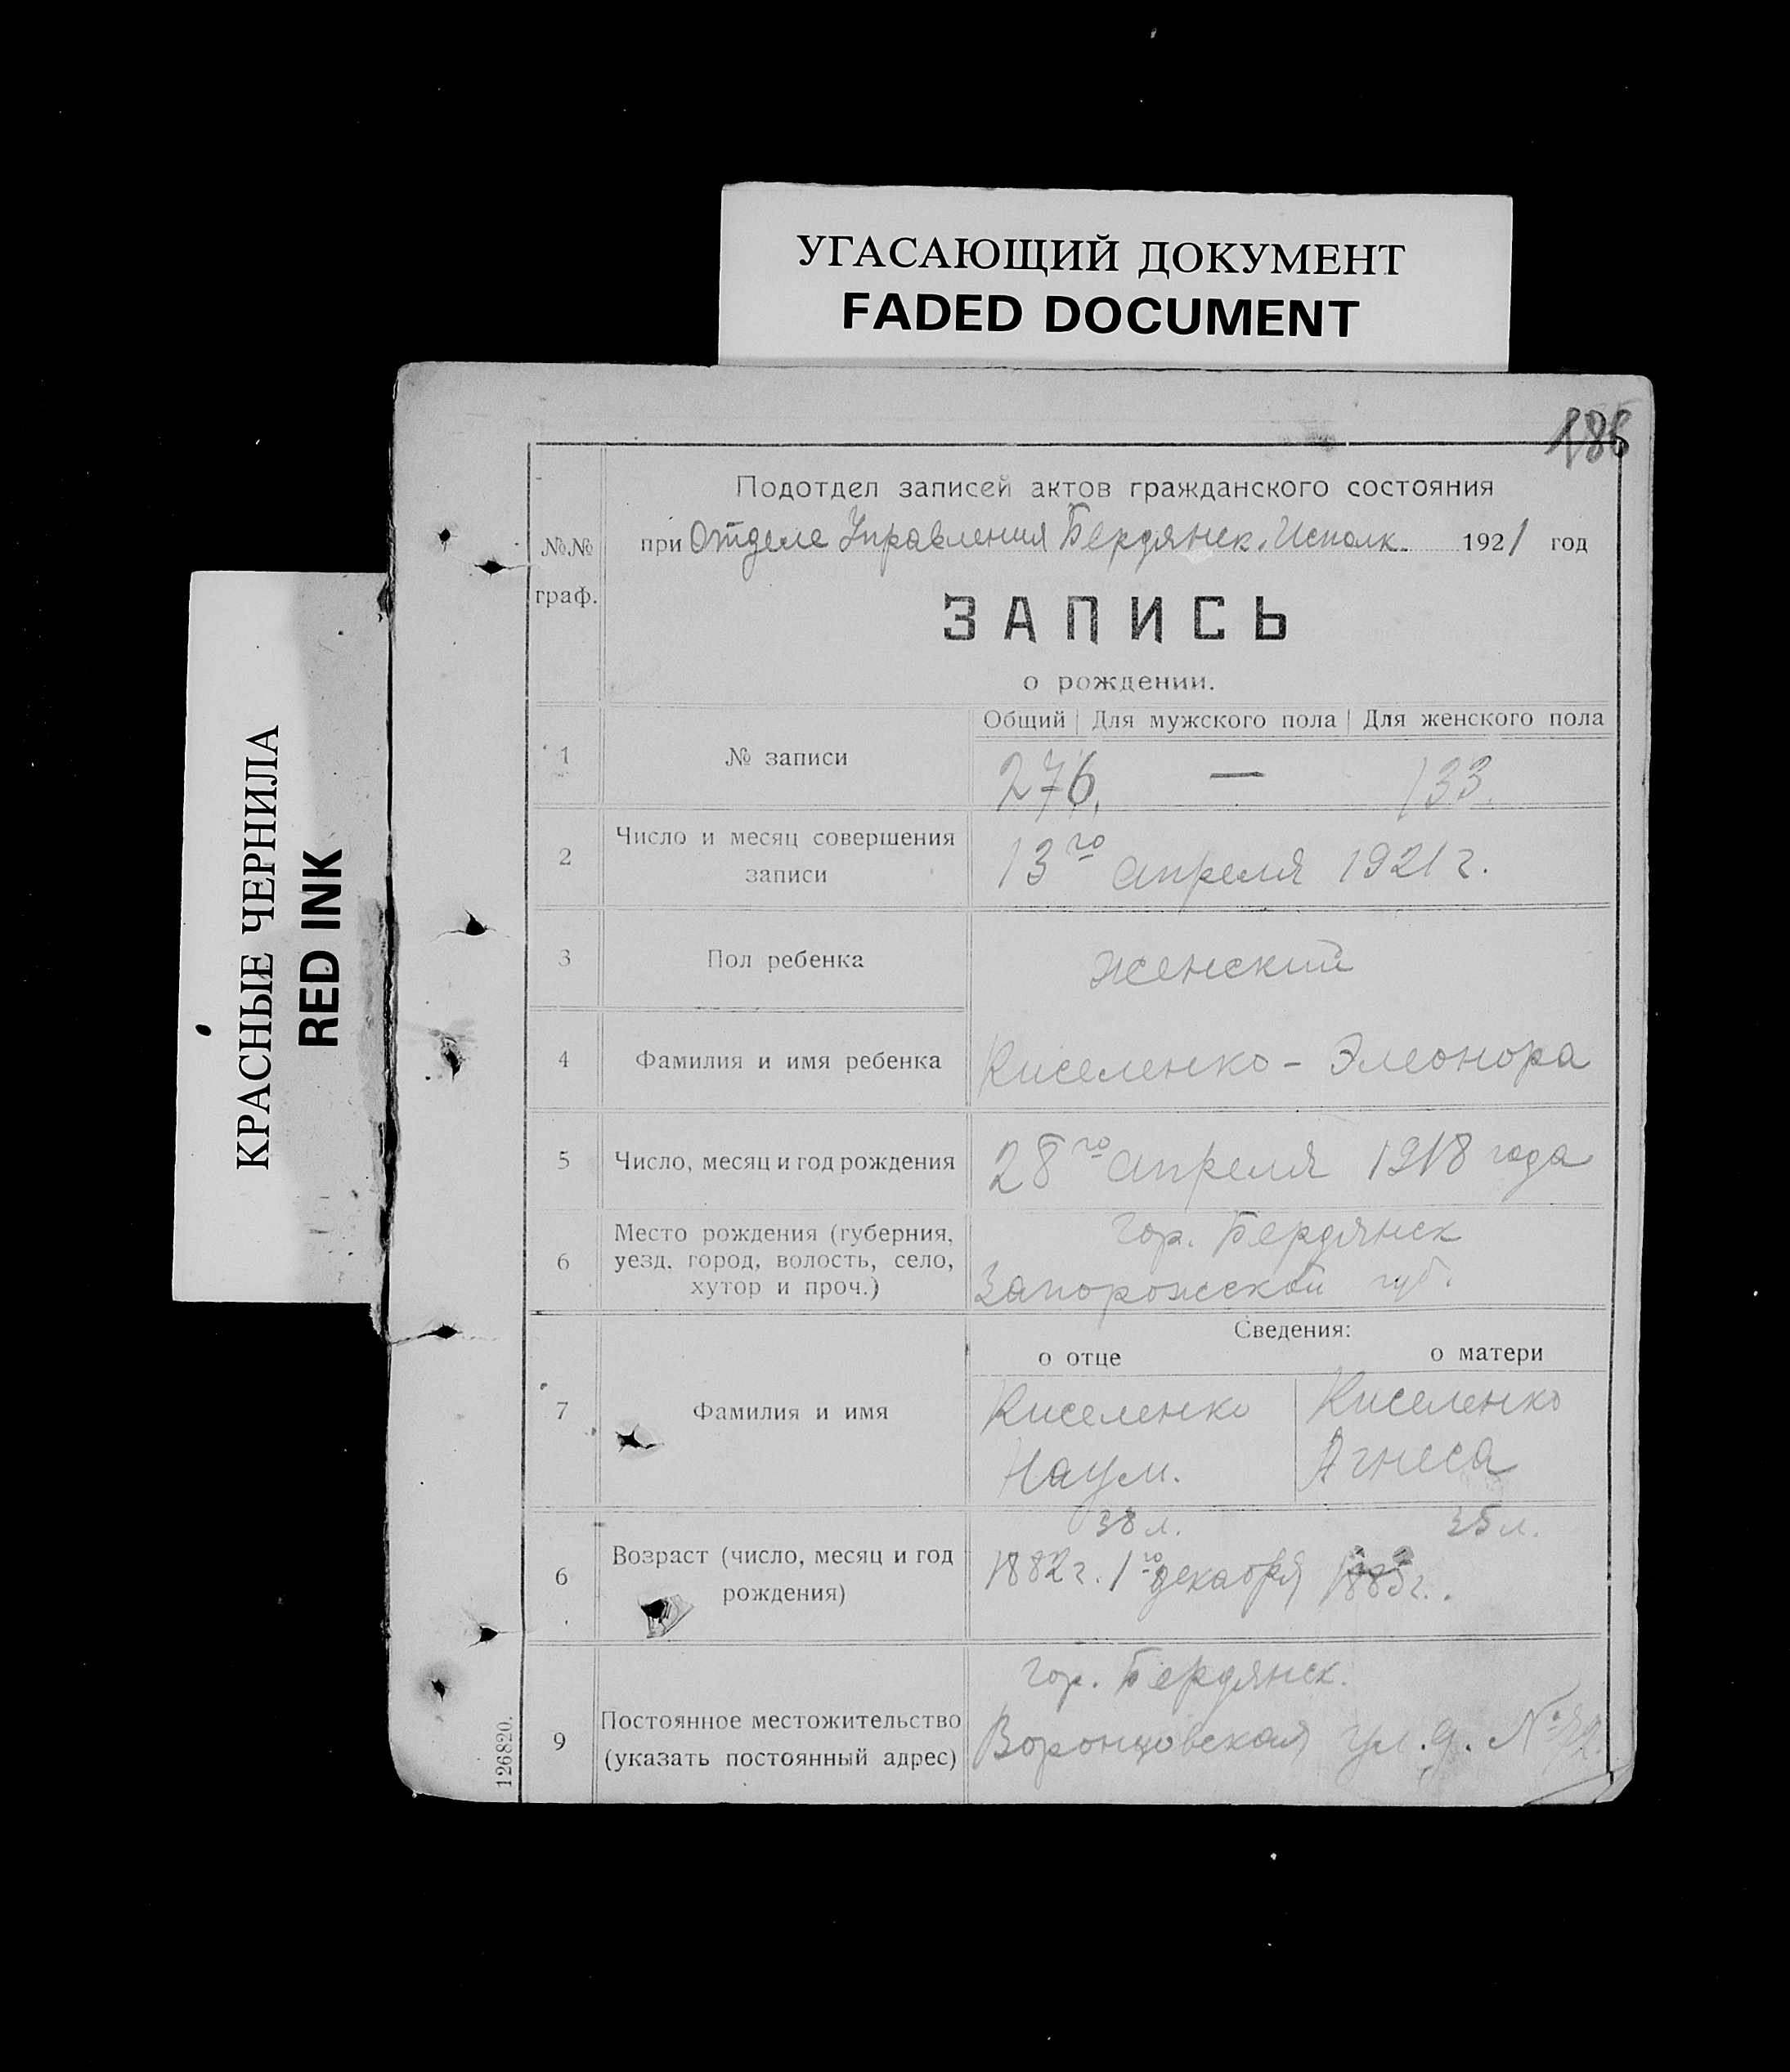 УГАСАЮЩИЙ ДОКУМЕНТ
FADED DOCUMENT
КРАСНЫЕ ЧЕРНИЛА
RED INK
186
Подотдел записей актов гражданского состояния
№№ граф.
при Отделе Управления Бердянск. Исполк. 1921 год
ЗАПИСЬ
о рождении.
Общий | Для мужского пола | Для женского пола
1 № записи 276. — 133.
2 Число и месяц совершения записи 13го апреля 1921 г.
3 Пол ребенка женский
4 Фамилия и имя ребенка Киселенко - Элеонора
5 Число, месяц и год рождения 28го апреля 1918 года
6 Место рождения (губерния, уезд, город, волость, село, хутор и проч.) гор. Бердянск
Запорожской губ.
Сведения:
о отце о матери
7 Фамилия и имя Киселенко Киселенко
Наум. Агнеса
38 л. 35 л.
6 Возраст (число, месяц и год рождения) 1882 г. 1го декабря 1885 г.
9 Постоянное местожительство (указать постоянный адрес) гор. Бердянск.
Воронцовская ул. д. №
126820.